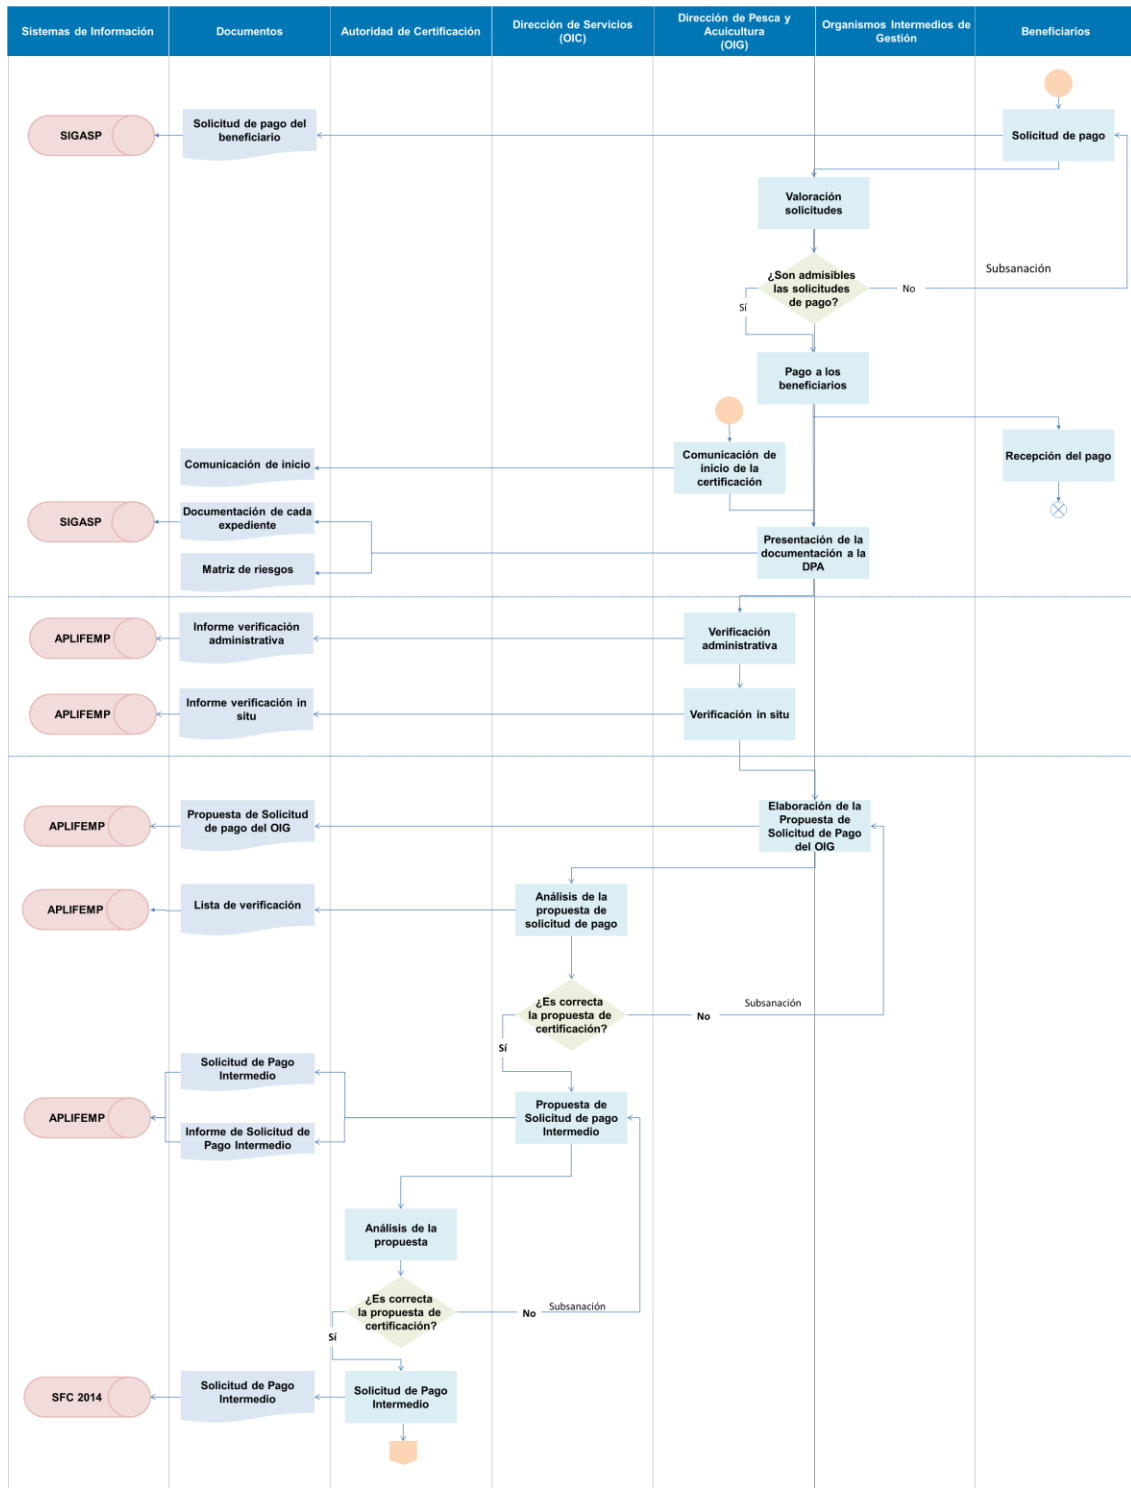 Sistemas de Información
Documentos
Autoridad de Certificación
Dirección de Servicios
(OIC)
Dirección de Pesca y
Acuicultura
(OIG)
Organismos Intermedios de
Gestión
Beneficiarios
SIGASP
Solicitud de pago del
beneficiario
Solicitud de pago
Valoración
solicitudes
¿Son admisibles
las solicitudes
de pago?
Subsanación
No
Sí
Pago a los
beneficiarios
Comunicación de inicio
Comunicación de
inicio de la
certificación
Recepción del pago
SIGASP
Documentación de cada
expediente
Matriz de riesgos
Presentación de la
documentación a la
DPA
APLIFEMP
Informe verificación
administrativa
Verificación
administrativa
APLIFEMP
Informe verificación in
situ
Verificación in situ
APLIFEMP
Propuesta de Solicitud
de pago del OIG
Elaboración de la
Propuesta de
Solicitud de Pago
del OIG
APLIFEMP
Lista de verificación
Análisis de la
propuesta de
solicitud de pago
¿Es correcta
la propuesta de
certificación?
No
Subsanación
Sí
Solicitud de Pago
Intermedio
APLIFEMP
Informe de Solicitud de
Pago Intermedio
Propuesta de
Solicitud de pago
Intermedio
Análisis de la
propuesta
¿Es correcta
la propuesta de
certificación?
No
Subsanación
Sí
SFC 2014
Solicitud de Pago
Intermedio
Solicitud de Pago
Intermedio